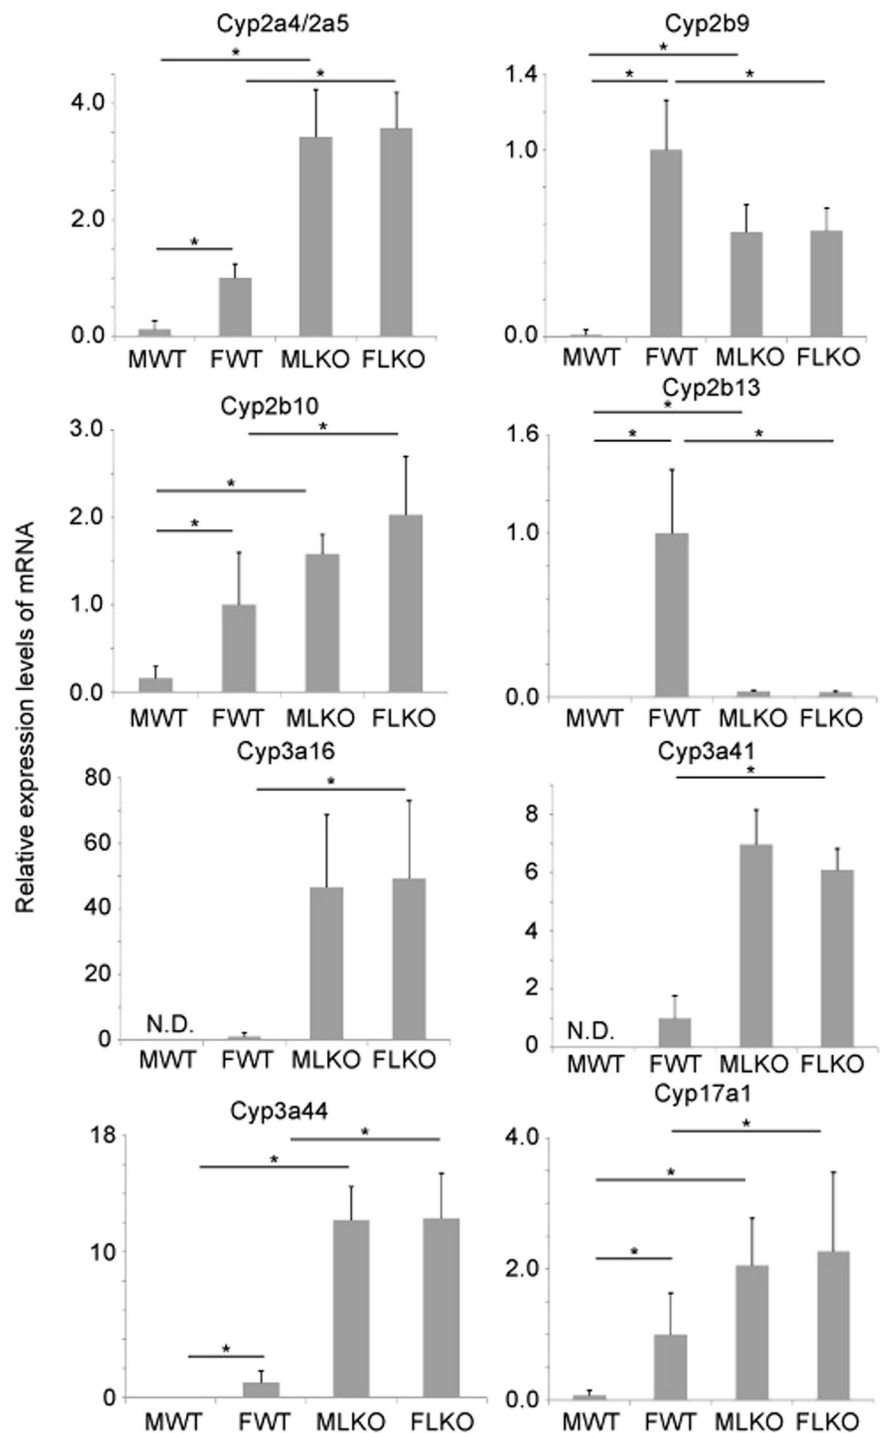 Relative expression levels of mRNA
Cyp2a4/2a5
*
*
4.0
2.0
*
0.0
MWT FWT MLKO FLKO
Cyp2b9
*
1.4
* *
1.0
0.0
MWT FWT MLKO FLKO
Cyp2b10
3.0
*
*
2.0
*
1.0
0.0
MWT FWT MLKO FLKO
Cyp2b13
*
1.6
* *
1.0
0.0
MWT FWT MLKO FLKO
Cyp3a16
80
*
60
40
20
N.D.
0
MWT FWT MLKO FLKO
Cyp3a41
*
8
6
4
2
N.D.
0
MWT FWT MLKO FLKO
Cyp3a44
18
*
*
10
*
0
MWT FWT MLKO FLKO
Cyp17a1
4.0
*
*
2.0
*
0.0
MWT FWT MLKO FLKO